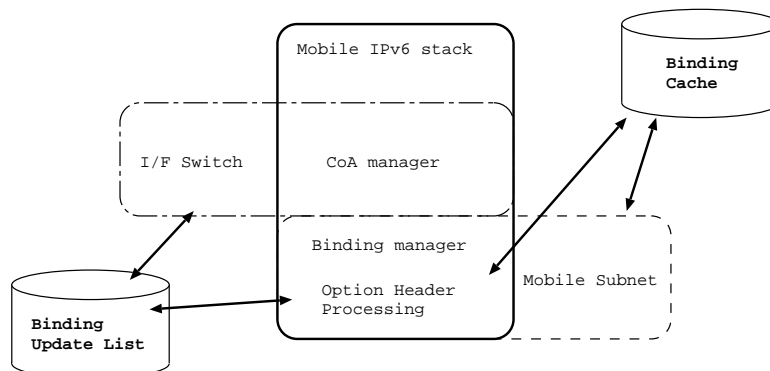 Mobile IPv6 stack
Binding
Cache
I/F Switch
CoA manager
Binding manager
Mobile Subnet
Option Header
Processing
Binding
Update List